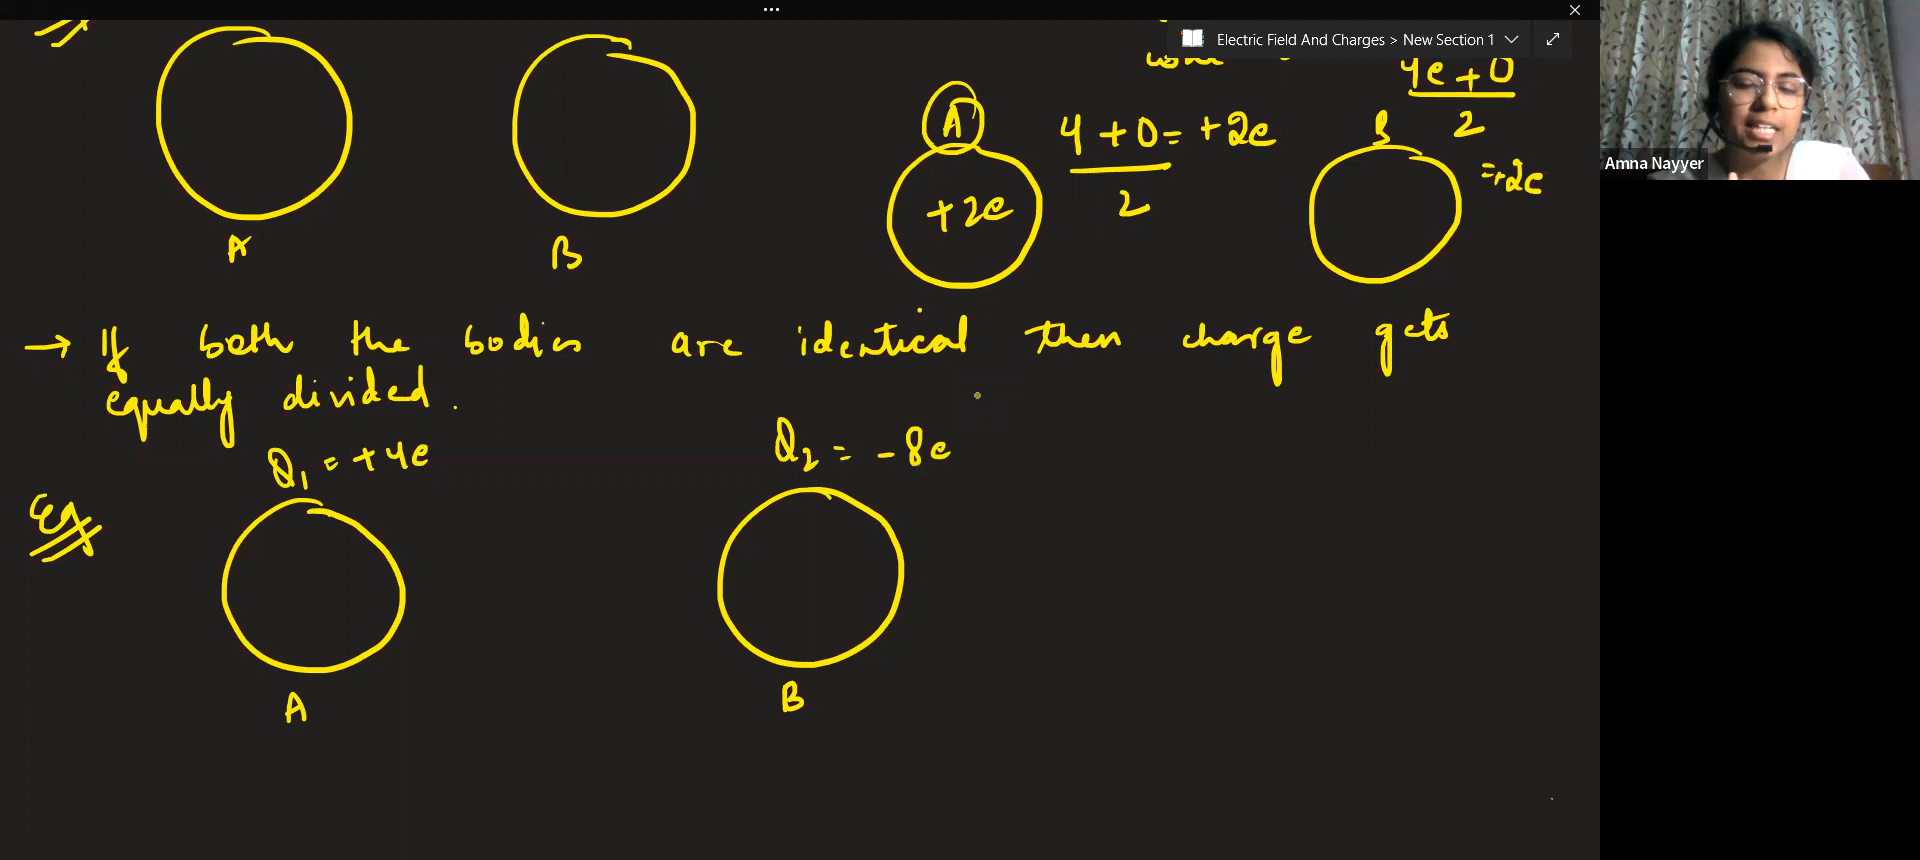 Electric Field And Charges > New Section 1
Amna Nayyer
4e + 0
2
= +2e
A
4 + 0 = +2e
2
B
+2e
A
B
→ If both the bodies are identical then charge gets
equally divided.
Q1 = +4e
Q2 = -8e
Eg
A
B